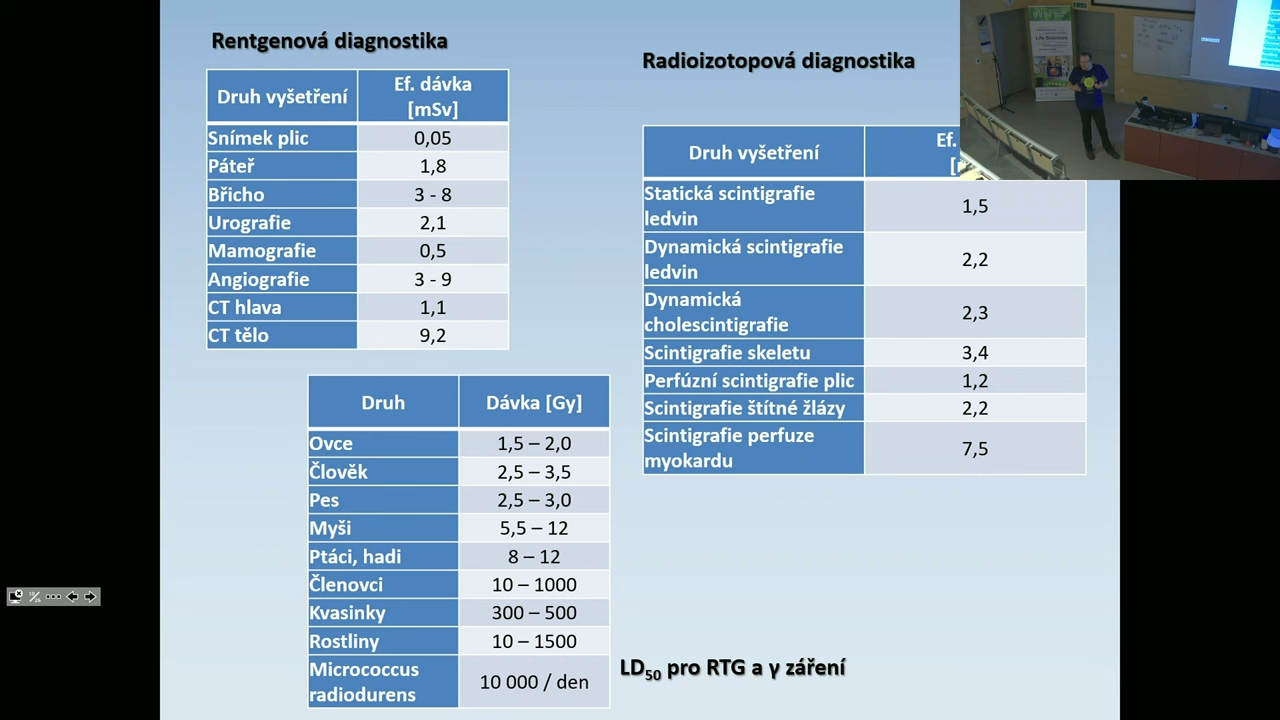 Rentgenová diagnostika
Druh vyšetření
Ef. dávka
[mSv]
Snímek plic 0,05
Páteř 1,8
Břicho 3 - 8
Urografie 2,1
Mamografie 0,5
Angiografie 3 - 9
CT hlava 1,1
CT tělo 9,2
Radioizotopová diagnostika
Druh vyšetření
Ef.
Statická scintigrafie
ledvin
1,5
Dynamická scintigrafie
ledvin
2,2
Dynamická
cholescintigrafie
2,3
Scintigrafie skeletu 3,4
Perfúzní scintigrafie plic 1,2
Scintigrafie štítné žlázy 2,2
Scintigrafie perfuze
myokardu
7,5
Druh Dávka [Gy]
Ovce 1,5 – 2,0
Člověk 2,5 – 3,5
Pes 2,5 – 3,0
Myši 5,5 – 12
Ptáci, hadi 8 – 12
Členovci 10 – 1000
Kvasinky 300 – 500
Rostliny 10 – 1500
Micrococcus
radiodurens
10 000 / den
LD50 pro RTG a γ záření